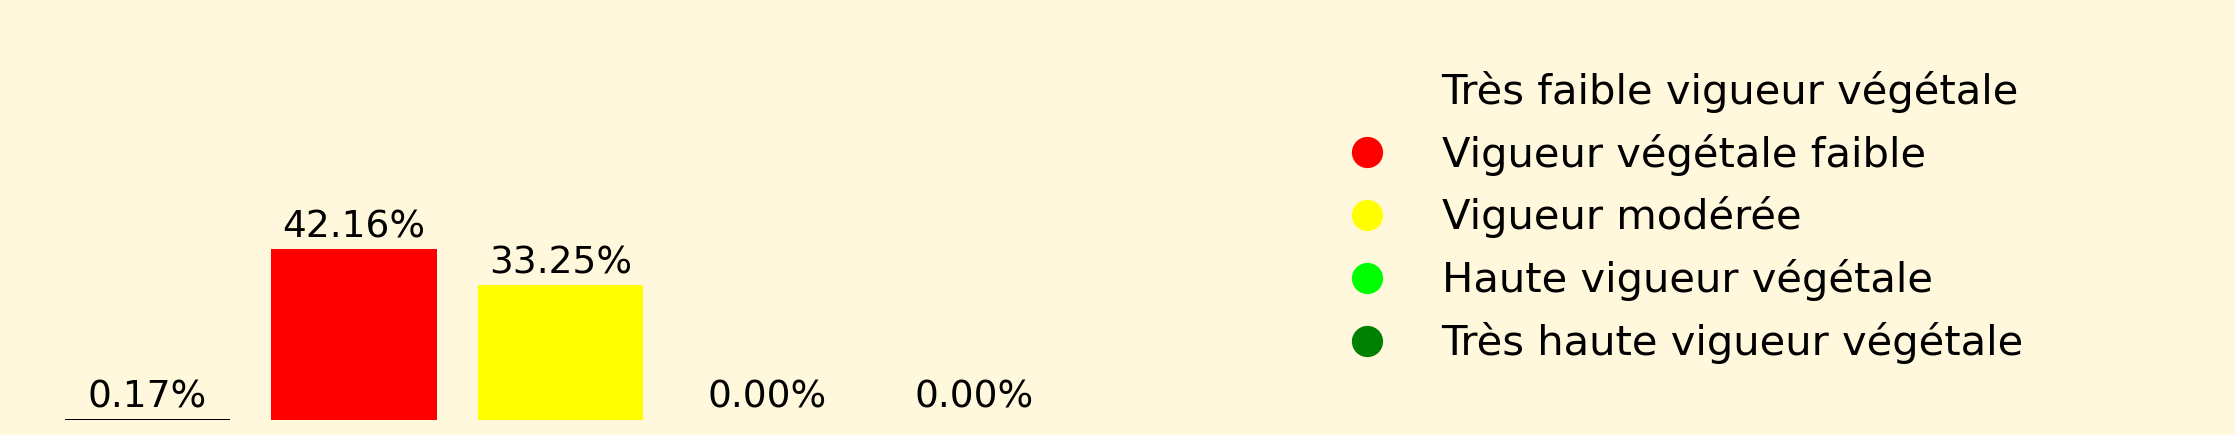 42.16%
33.25%
0.17%
0.00%
0.00%
Très faible vigueur végétale
Vigueur végétale faible
Vigueur modérée
Haute vigueur végétale
Très haute vigueur végétale